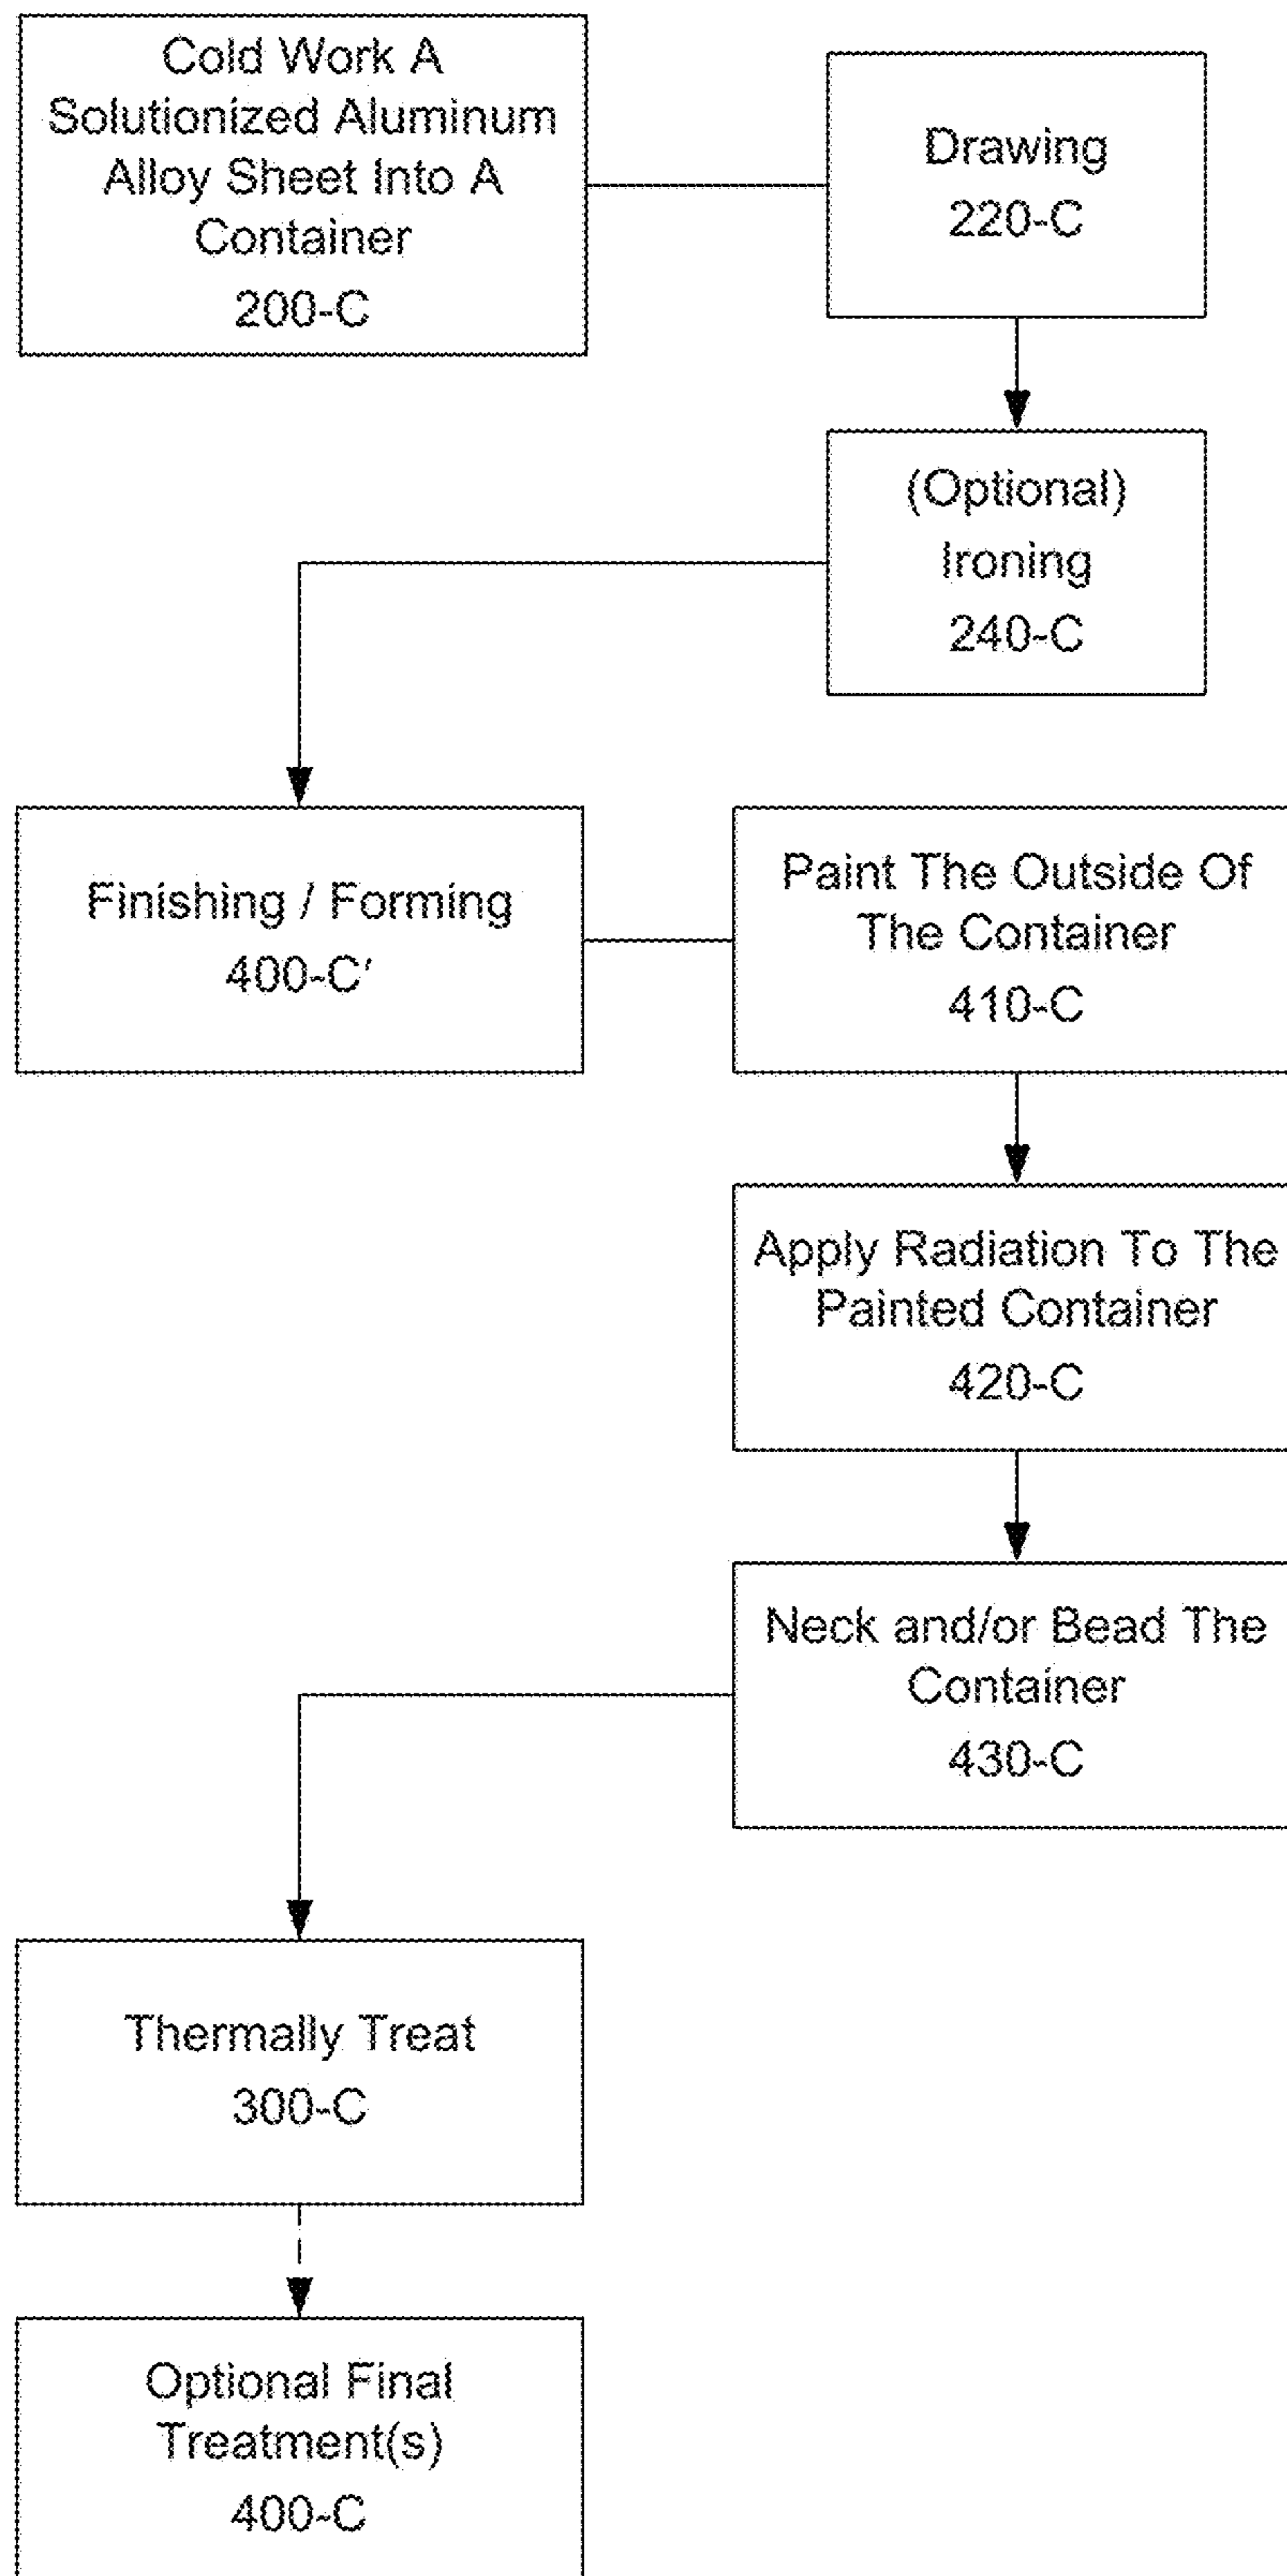 Cold Work A
Solutionized Aluminum
Alloy Sheet Into A
Container
200-C
Drawing
220-C
(Optional)
Ironing
240-C
Finishing / Forming
400-C'
Paint The Outside Of
The Container
410-C
Apply Radiation To The
Painted Container
420-C
Neck and/or Bead The
Container
430-C
Thermally Treat
300-C
Optional Final
Treatment(s)
400-C